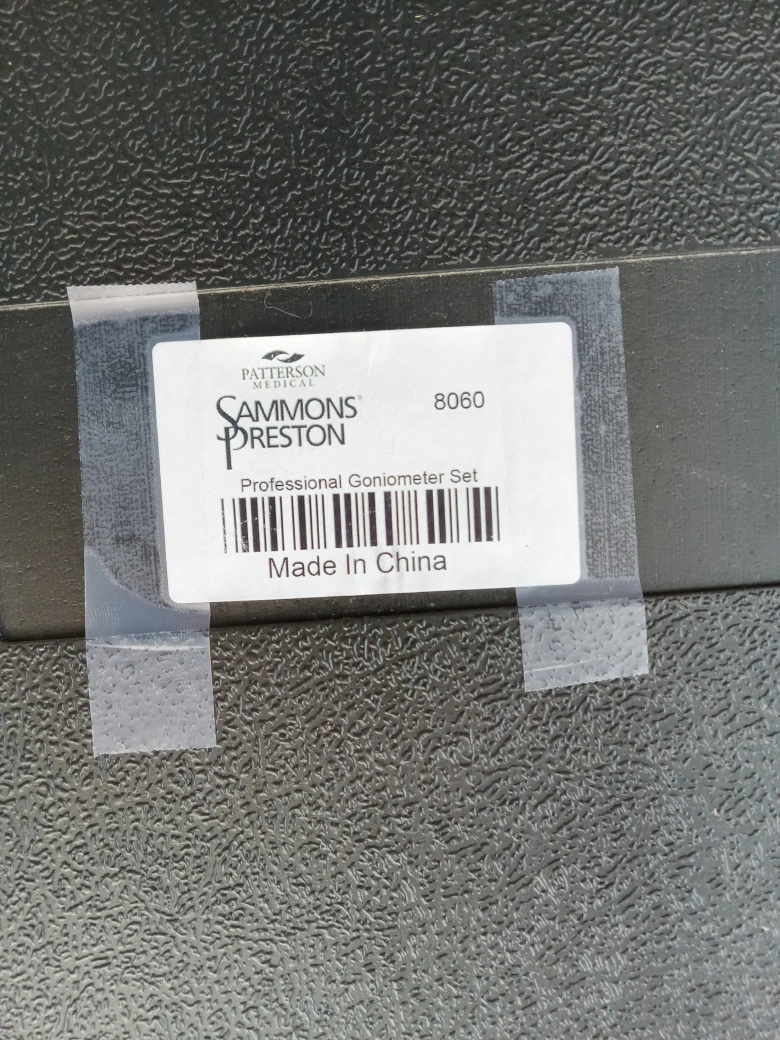 PATTERSON
MEDICAL
SAMMONS®
PRESTON
8060
Professional Goniometer Set
Made In China